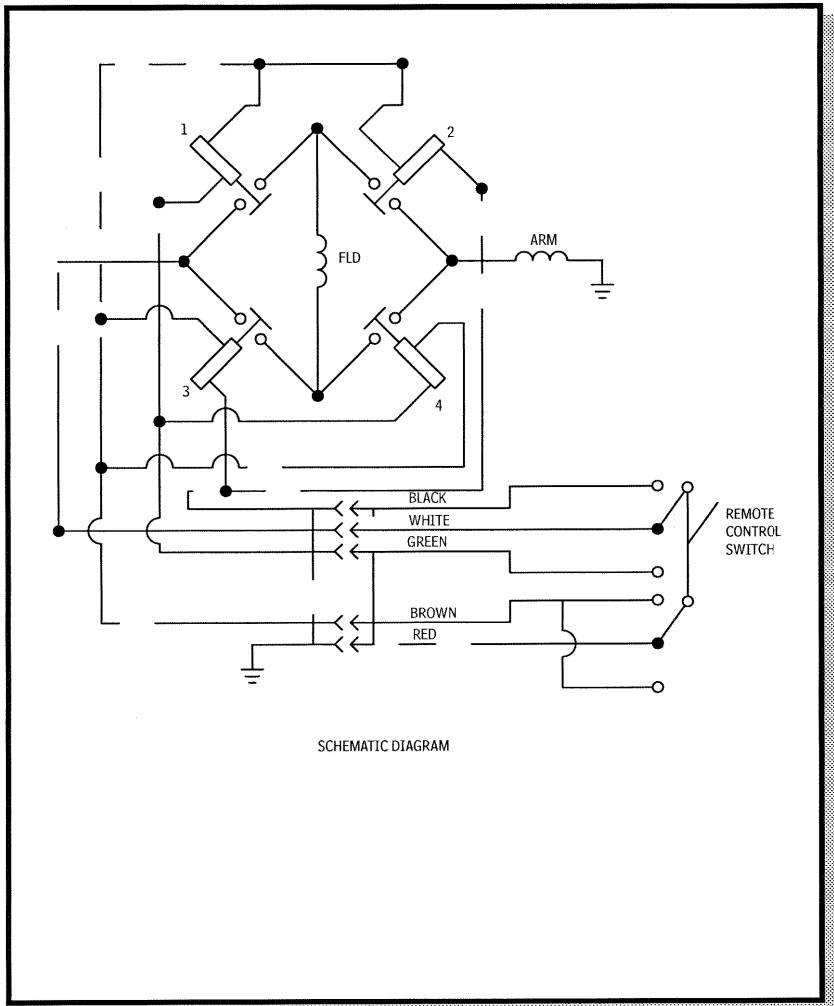 1
2
ARM
FLD
3
4
BLACK
WHITE
GREEN
REMOTE
CONTROL
SWITCH
BROWN
RED
SCHEMATIC DIAGRAM